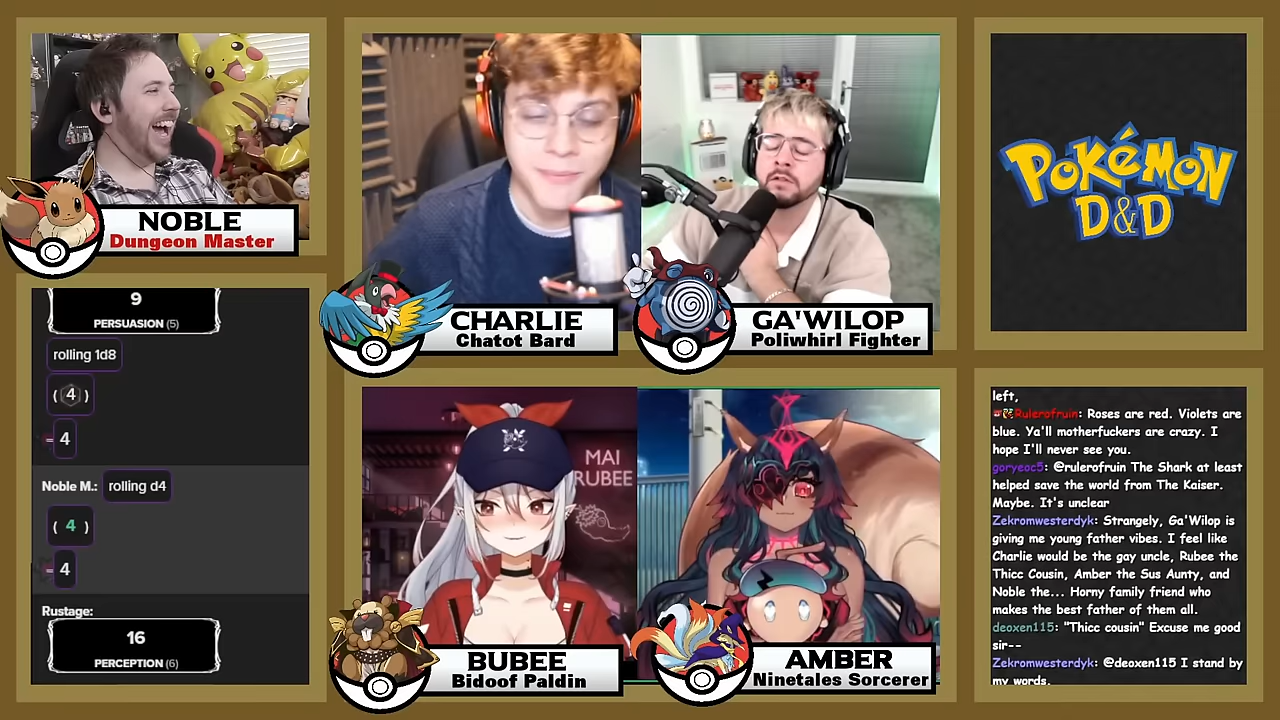 NOBLE
Dungeon Master
9
PERSUASION (5)
rolling 1d8
( 4 )
4
Noble M.: rolling d4
( 4 )
4
Rustage:
16
PERCEPTION (6)
CHARLIE
Chatot Bard
GA'WILOP
Poliwhirl Fighter
MAI
RUBEE
BUBEE
Bidoof Paldin
AMBER
Ninetales Sorcerer
POKéMON
D&D
left,
Rulerofruin: Roses are red. Violets are
blue. Ya'll motherfuckers are crazy. I
hope I'll never see you.
goryeoc5: @rulerofruin The Shark at least
helped save the world from The Kaiser.
Maybe. It's unclear
Zekromwesterdyk: Strangely, Ga'Wilop is
giving me young father vibes. I feel like
Charlie would be the gay uncle, Rubee the
Thicc Cousin, Amber the Sus Aunty, and
Noble the... Horny family friend who
makes the best father of them all.
deoxen115: "Thicc cousin" Excuse me good
sir--
Zekromwesterdyk: @deoxen115 I stand by
my words.